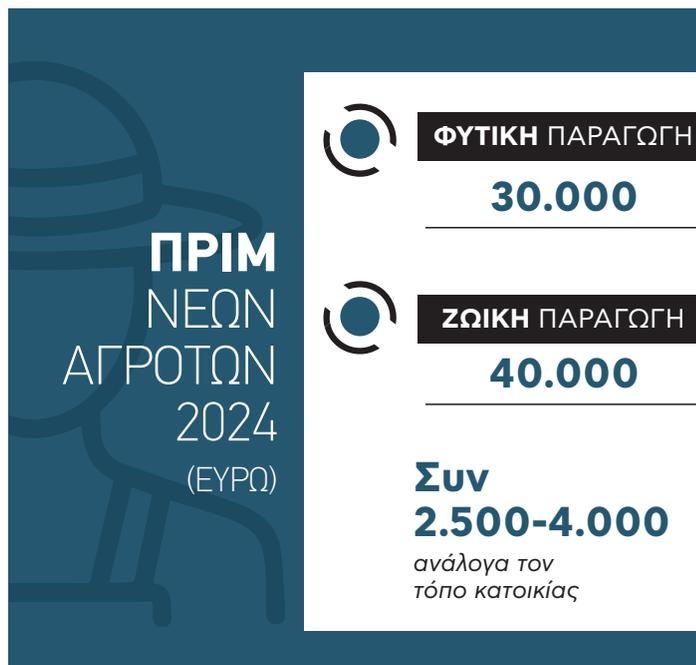 ΠΡΙΜ
ΝΕΩΝ
ΑΓΡΟΤΩΝ
2024
(ΕΥΡΩ)
ΦΥΤΙΚΗ ΠΑΡΑΓΩΓΗ
30.000
ΖΩΙΚΗ ΠΑΡΑΓΩΓΗ
40.000
Συν
2.500-4.000
ανάλογα τον
τόπο κατοικίας